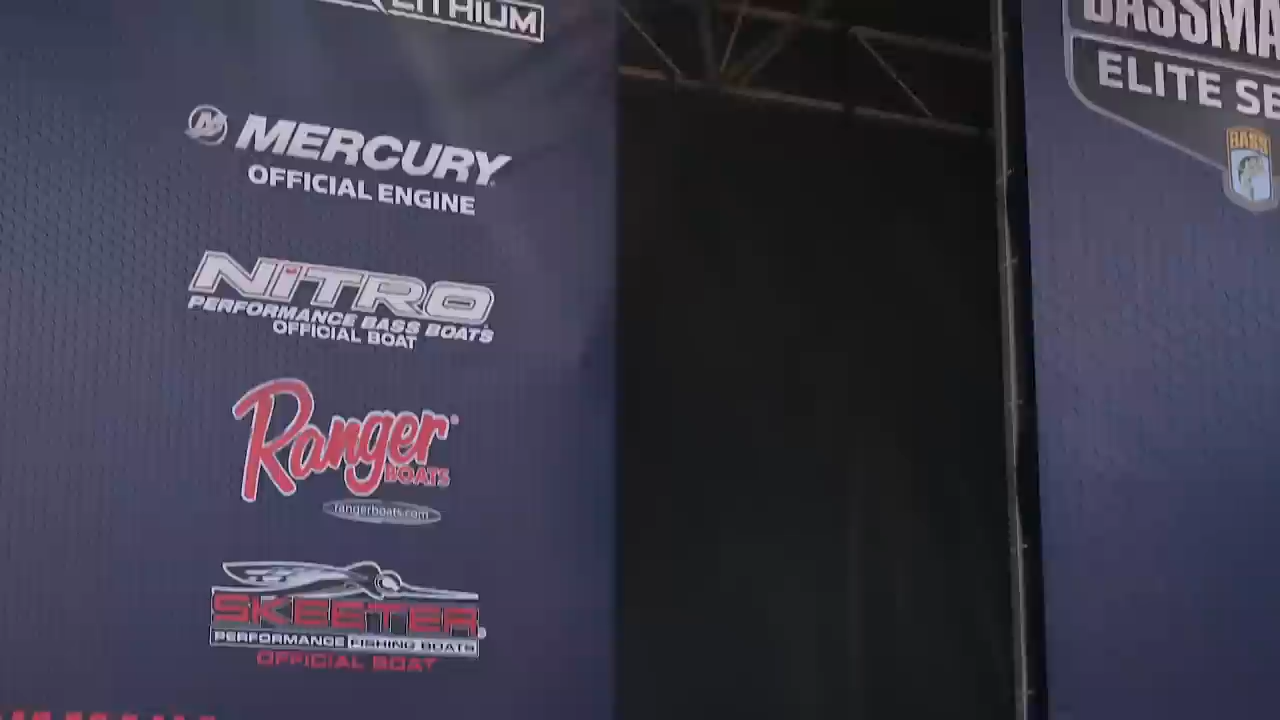 LITHIUM
MERCURY
OFFICIAL ENGINE
NITRO
PERFORMANCE BASS BOATS
OFFICIAL BOAT
Ranger
BOATS
rangerboats.com
SKEETER
PERFORMANCE FISHING BOATS
OFFICIAL BOAT
BASSMA
ELITE SE
BASS